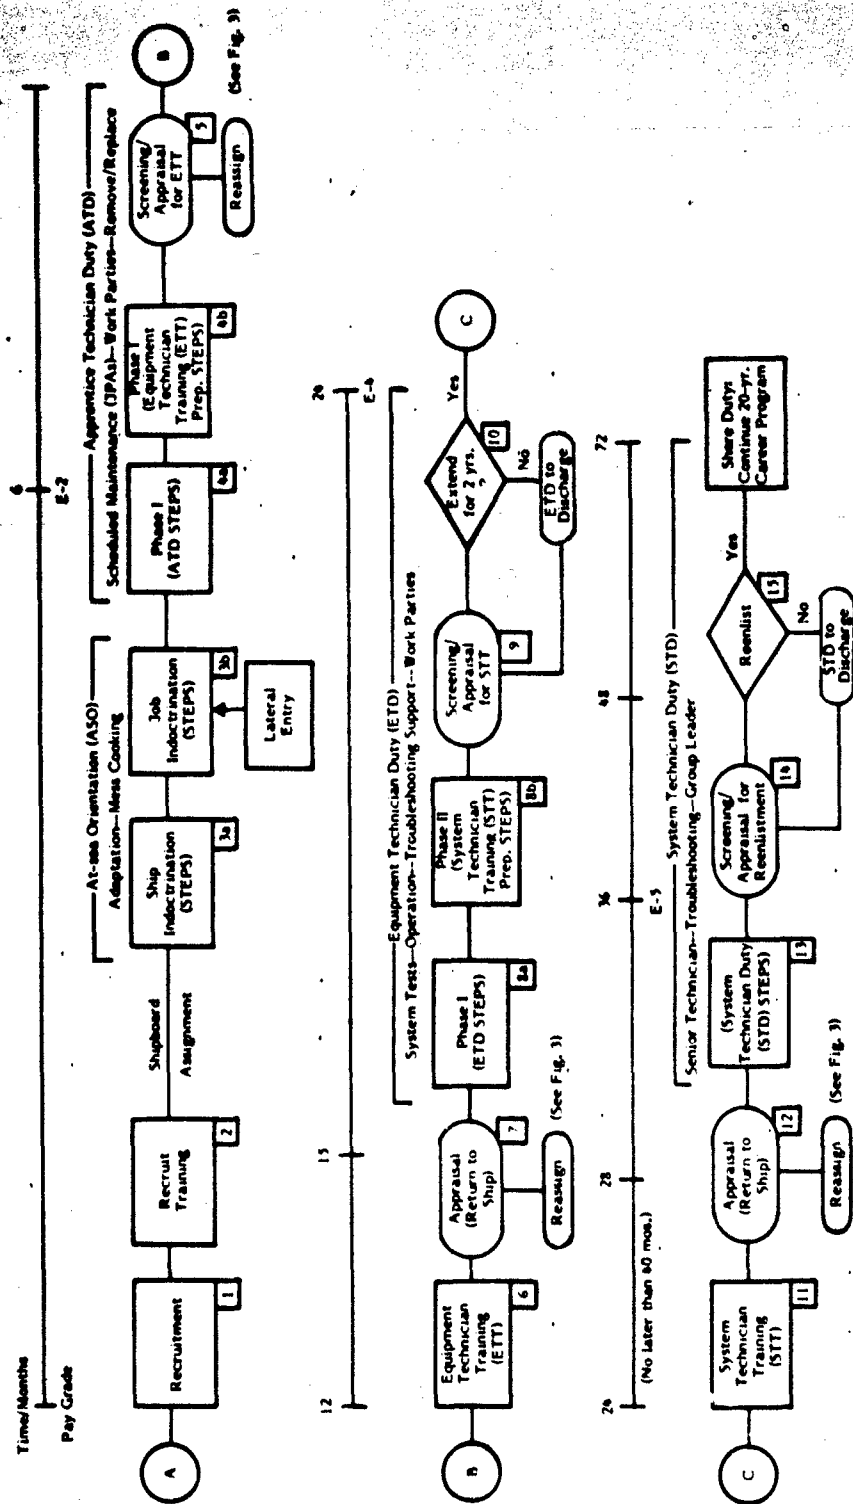 Time/Months
6
Pay Grade
E-2
At-sea Orientation (ASO)
Adaptation—Mess Cooking
Apprentice Technician Duty (ATD)
Scheduled Maintenance (JPAs)—Work Parties—Remove/Replace
A
Recruitment
1
Recruit
Training
2
Shipboard
Assignment
Ship
Indoctrination
(STEPS)
3a
Job
Indoctrination
(STEPS)
3b
Lateral
Entry
Phase I
(ATD STEPS)
4a
Phase I
(Equipment
Technician
Training (ETT)
Prep. STEPS)
4b
Screening/
Appraisal
for ETT
5
Reassign
(See Fig. 3)
B
12
15
24
E-4
Equipment Technician Duty (ETD)
System Tests—Operation—Troubleshooting Support—Work Parties
B
Equipment
Technician
Training
(ETT)
6
Appraisal
(Return to
Ship)
7
Reassign
(See Fig. 3)
Phase I
(ETD STEPS)
8a
Phase II
(System
Technician
Training (STT)
Prep. STEPS)
8b
Screening/
Appraisal
for STT
9
Extend
for 2 yrs.
?
10
Yes
No
ETD to
Discharge
C
24
28
36
48
72
(No later than 40 mos.)
E-5
System Technician Duty (STD)
Senior Technician—Troubleshooting—Group Leader
C
System
Technician
Training
(STT)
11
Appraisal
(Return to
Ship)
12
Reassign
(See Fig. 3)
(System
Technician Duty
(STD) STEPS)
13
Screening/
Appraisal for
Reenlistment
14
Reenlist
15
Yes
No
STD to
Discharge
Share Duty:
Continue 20-yr.
Career Program